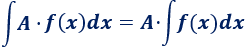 ∫A · f(x)dx = A·∫f(x)dx